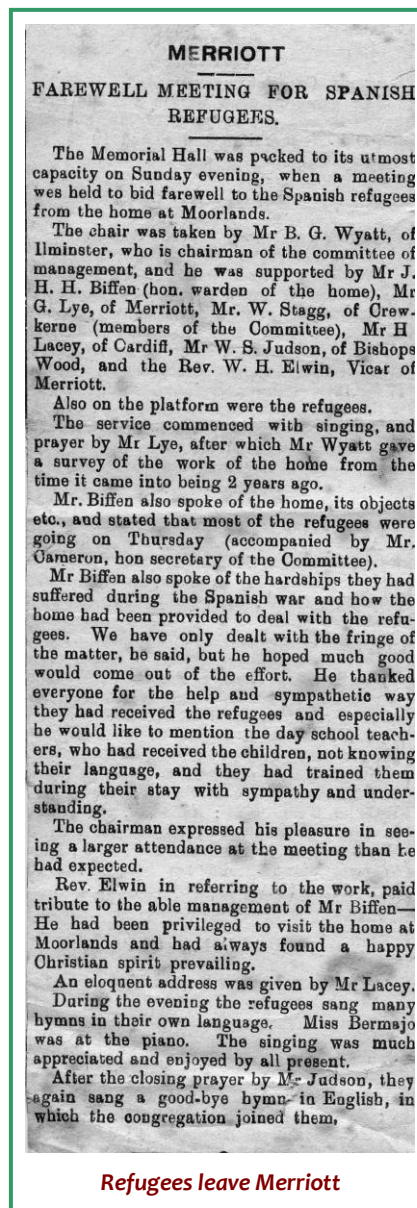 MERRIOTT
FAREWELL MEETING FOR SPANISH
REFUGEES.
The Memorial Hall was packed to its utmost
capacity on Sunday evening, when a meeting
wes held to bid farewell to the Spanish refugees
from the home at Moorlands.
The chair was taken by Mr B. G. Wyatt, of
Ilminster, who is chairman of the committee of
management, and he was supported by Mr J.
H. H. Biffen (hon. warden of the home), Mr
G. Lye, of Merriott, Mr. W. Stagg, of Crew-
kerne (members of the Committee), Mr H
Lacey, of Cardiff, Mr W. S. Judson, of Bishops
Wood, and the Rev. W. H. Elwin, Vicar of
Merriott.
Also on the platform were the refugees.
The service commenced with singing, and
prayer by Mr Lye, after which Mr Wyatt gave
a survey of the work of the home from the
time it came into being 2 years ago.
Mr. Biffen also spoke of the home, its objects
etc., and stated that most of the refugees were
going on Thursday (accompanied by Mr.
Cameron, hon secretary of the Committee).
Mr Biffen also spoke of the hardships they had
suffered during the Spanish war and how the
home had been provided to deal with the refu-
gees. We have only dealt with the fringe of
the matter, he said, but he hoped much good
would come out of the effort. He thanked
everyone for the help and sympathetic way
they had received the refugees and especially
he would like to mention the day school teach-
ers, who had received the children, not knowing
their language, and they had trained them
during their stay with sympathy and under-
standing.
The chairman expressed his pleasure in see-
ing a larger attendance at the meeting than he
had expected.
Rev. Elwin in referring to the work, paid
tribute to the able management of Mr Biffen—
He had been privileged to visit the home at
Moorlands and had always found a happy
Christian spirit prevailing.
An eloquent address was given by Mr Lacey.
During the evening the refugees sang many
hymns in their own language. Miss Bermajo
was at the piano. The singing was much
appreciated and enjoyed by all present.
After the closing prayer by Mr Judson, they
again sang a good-bye hymn in English, in
which the congregation joined them.
Refugees leave Merriott